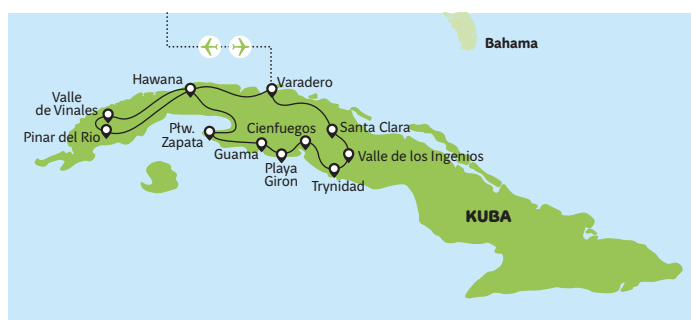 Bahama
Hawana
Varadero
Valle
de Vinales
Pinar del Rio
Płw.
Zapata
Cienfuegos
Santa Clara
Guama
Valle de los Ingenios
Playa
Giron
Trynidad
KUBA